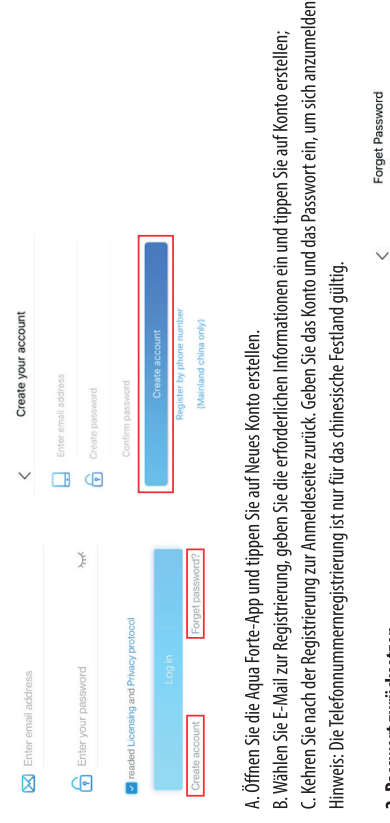 Enter email address
Enter your password
readed Licensing and Privacy protocol
Log in
Create account
Forget password?
Create your account
Enter email address
Create password
Confirm password
Create account
Register by phone number
(Mainland china only)
A. Öffnen Sie die Aqua Forte-App und tippen Sie auf Neues Konto erstellen.
B. Wählen Sie E-Mail zur Registrierung, geben Sie die erforderlichen Informationen ein und tippen Sie auf Konto erstellen;
C. Kehren Sie nach der Registrierung zur Anmeldeseite zurück. Geben Sie das Konto und das Passwort ein, um sich anzumelden
Hinweis: Die Telefonnummernregistrierung ist nur für das chinesische Festland gültig.
Forget Password